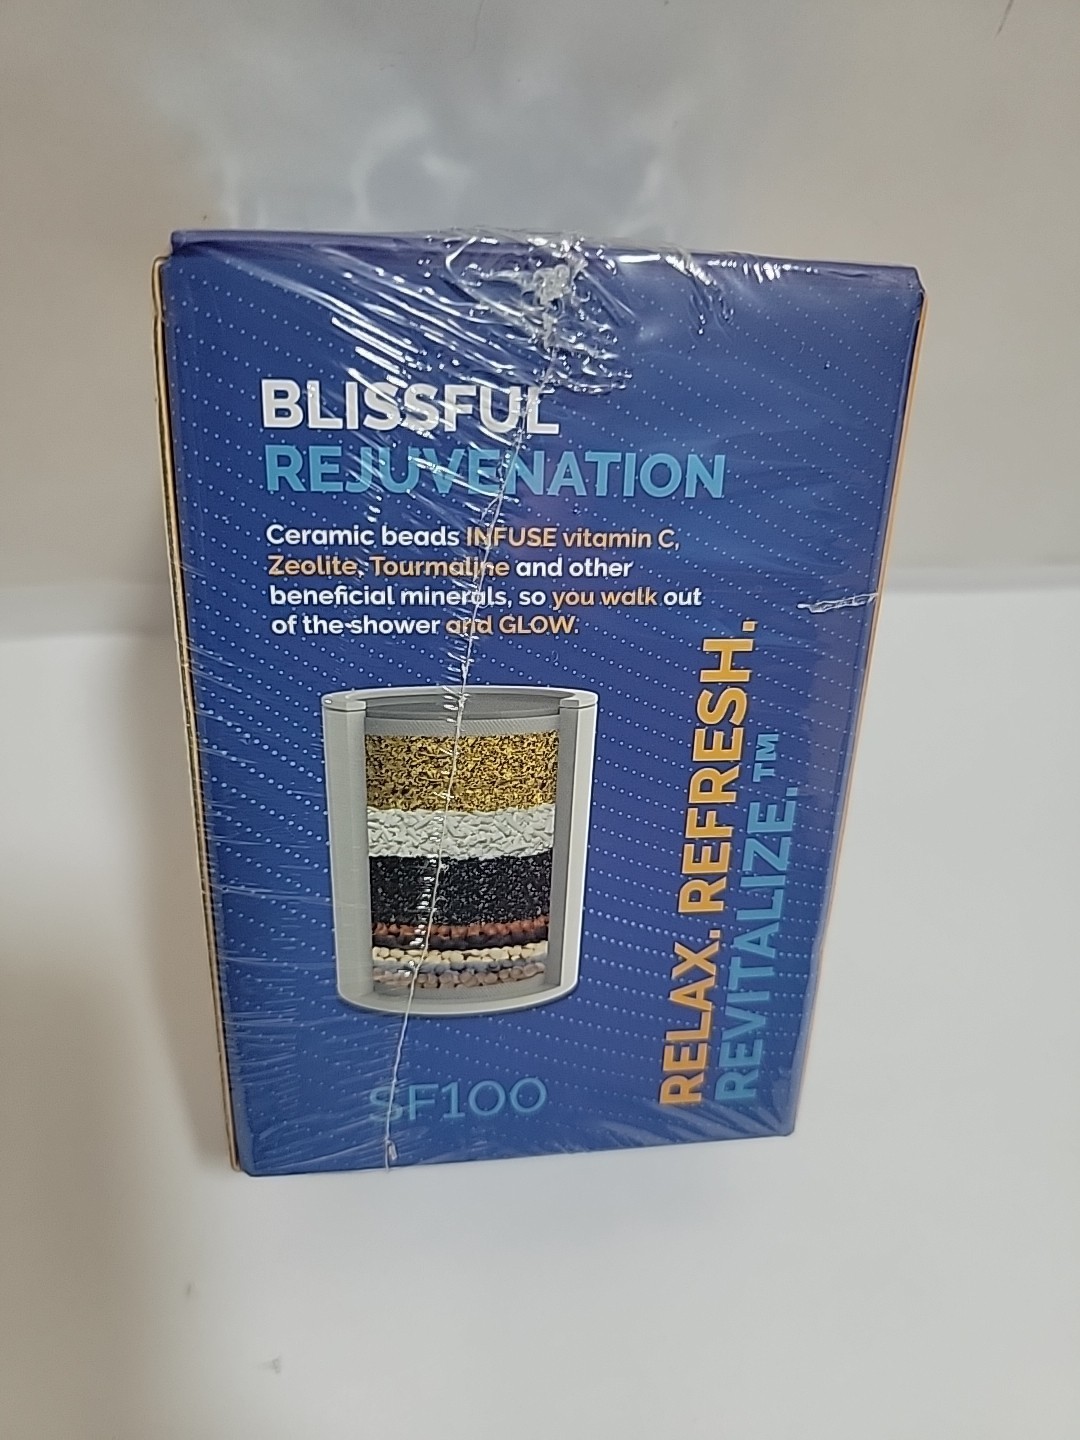 BLISSFUL
REJUVENATION
Ceramic beads INFUSE vitamin C,
Zeolite, Tourmaline and other
beneficial minerals, so you walk out
of the shower and GLOW.
RELAX. REFRESH.
REVITALIZE.™
SF100